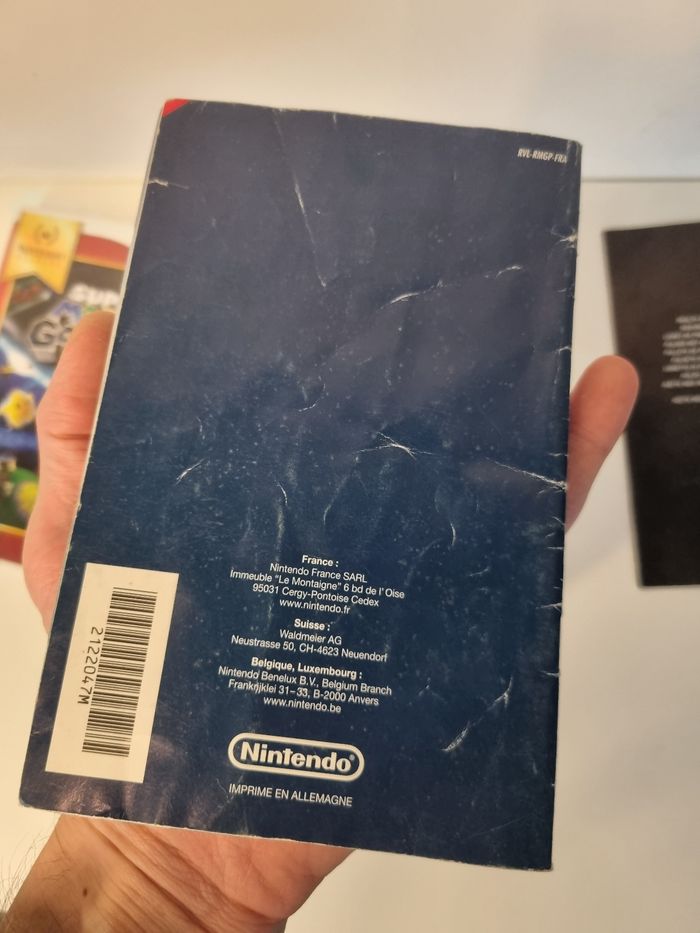 RVL-RMGP-FRA
France :
Nintendo France SARL
Immeuble "Le Montaigne" 6 bd de l'Oise
95031 Cergy-Pontoise Cedex
www.nintendo.fr
Suisse :
Waldmeier AG
Neustrasse 50, CH-4623 Neuendorf
Belgique, Luxembourg :
Nintendo Benelux B.V., Belgium Branch
Frankrijklei 31-33, B-2000 Anvers
www.nintendo.be
2122047M
Nintendo
IMPRIME EN ALLEMAGNE